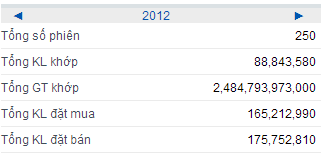 ◄ 2012 ►
Tổng số phiên 250
Tổng KL khớp 88,843,580
Tổng GT khớp 2,484,793,973,000
Tổng KL đặt mua 165,212,990
Tổng KL đặt bán 175,752,810